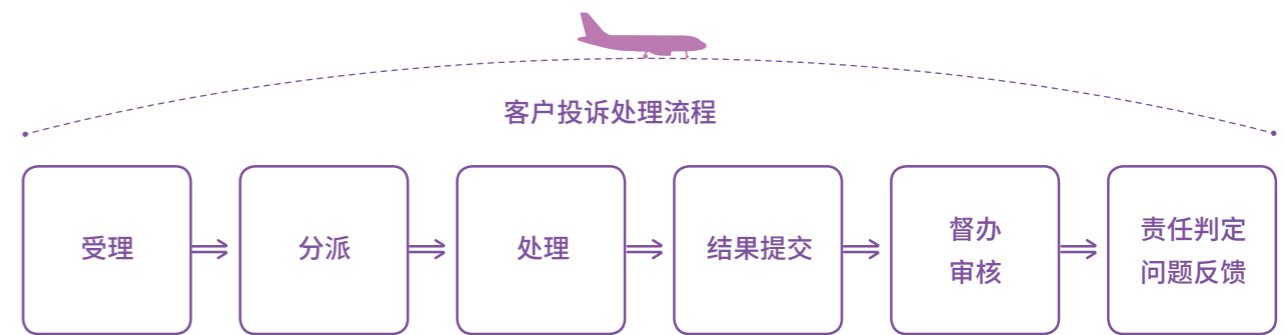 客户投诉处理流程
受理
分派
处理
结果提交
督办
审核
责任判定
问题反馈